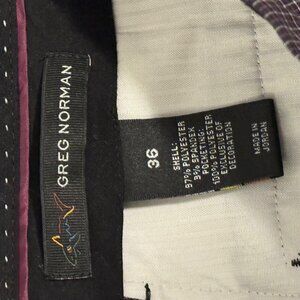 GREG NORMAN
36
SHELL:
97% POLYESTER
3% SPANDEX
POCKETING:
100% POLYESTER
EXCLUSIVE OF
DECORATION
MADE IN
JORDAN